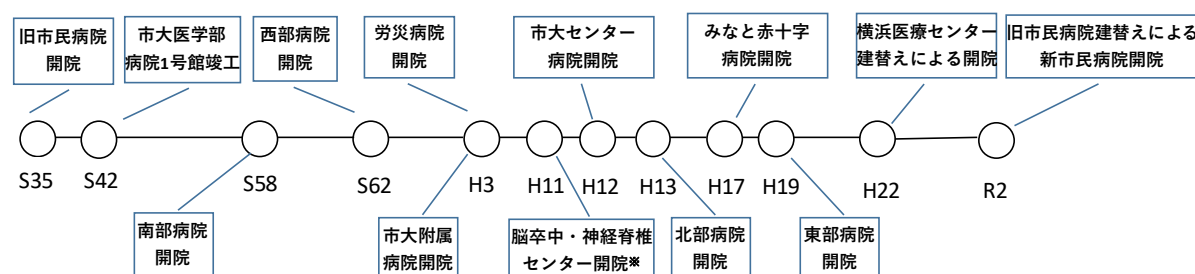 旧市民病院
開院
市大医学部
病院1号館竣工
西部病院
開院
労災病院
開院
市大センター
病院開院
みなと赤十字
病院開院
横浜医療センター
建替えによる開院
旧市民病院建替えによる
新市民病院開院
S35
S42
S58
S62
H3
H11
H12
H13
H17
H19
H22
R2
南部病院
開院
市大附属
病院開院
脳卒中・神経脊椎
センター開院※
北部病院
開院
東部病院
開院